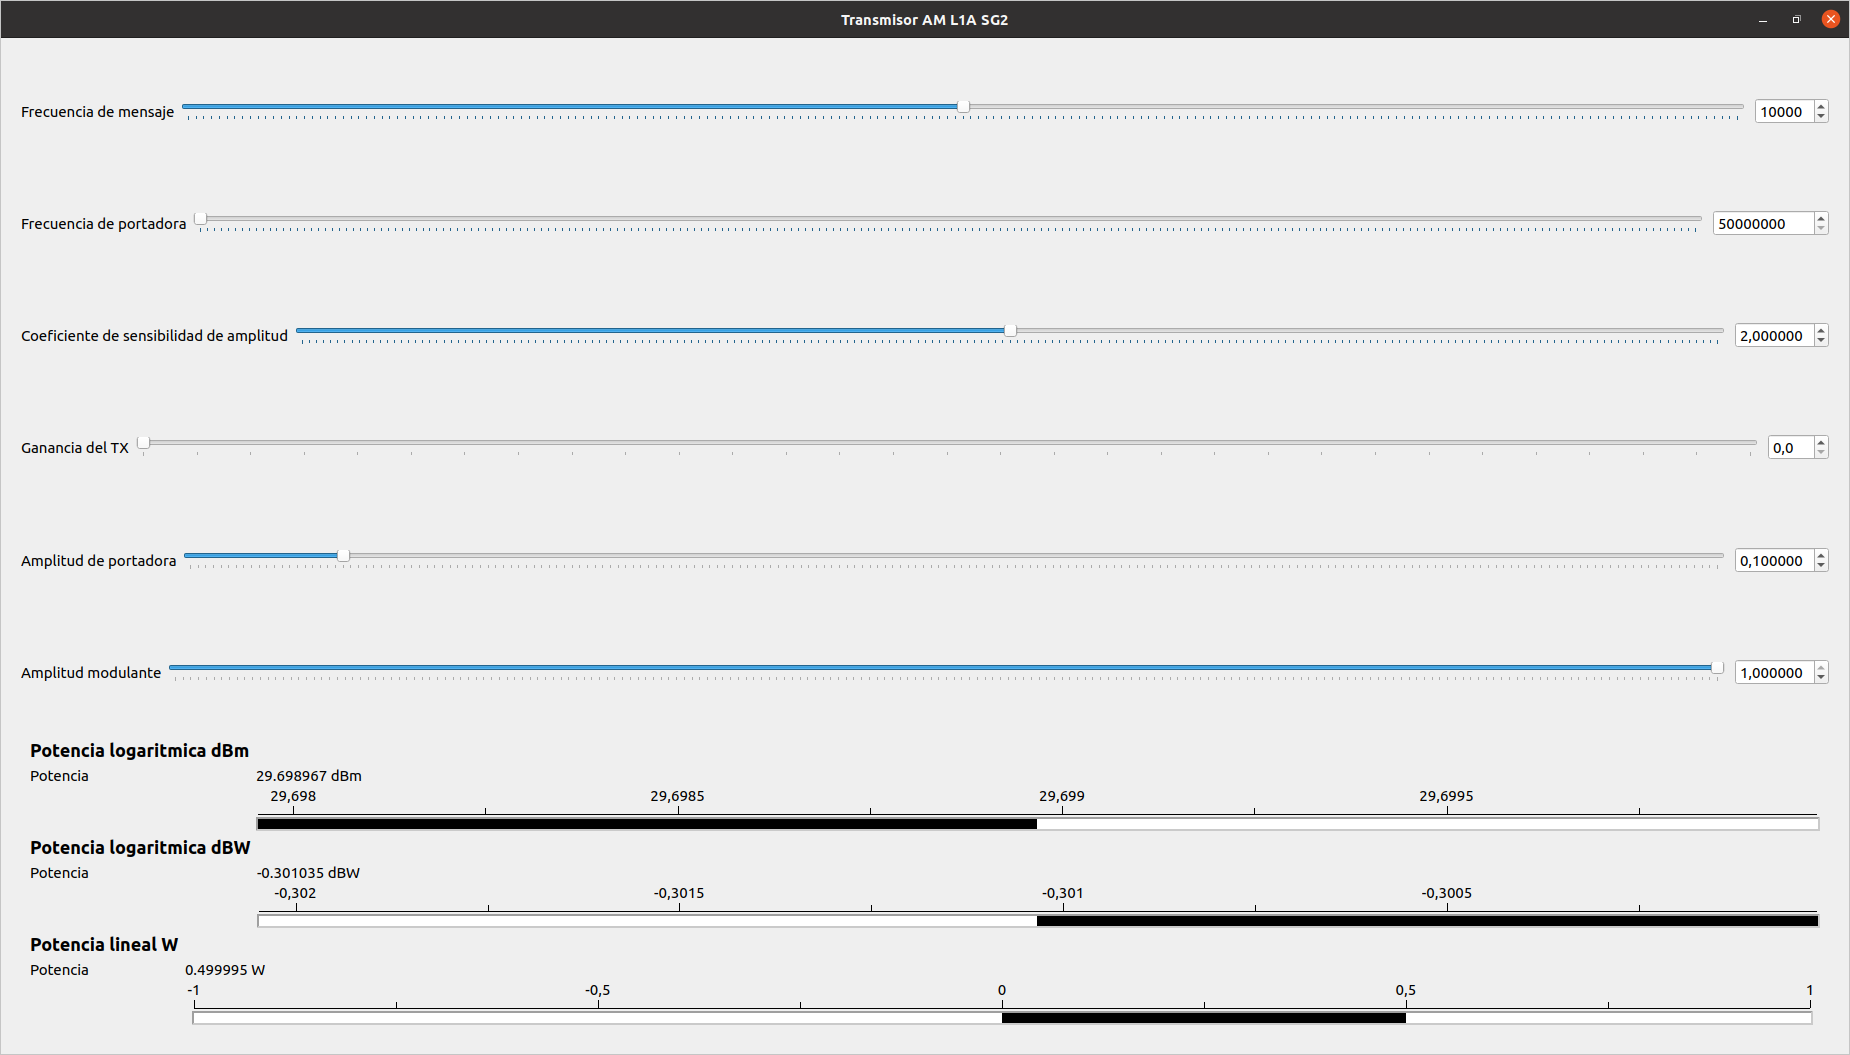 Transmisor AM L1A SG2
Frecuencia de mensaje 10000
Frecuencia de portadora 50000000
Coeficiente de sensibilidad de amplitud 2,000000
Ganancia del TX 0,0
Amplitud de portadora 0,100000
Amplitud modulante 1,000000
Potencia logaritmica dBm
Potencia 29.698967 dBm
29,698 29,6985 29,699 29,6995
Potencia logaritmica dBW
Potencia -0.301035 dBW
-0,302 -0,3015 -0,301 -0,3005
Potencia lineal W
Potencia 0.499995 W
-1 -0,5 0 0,5 1